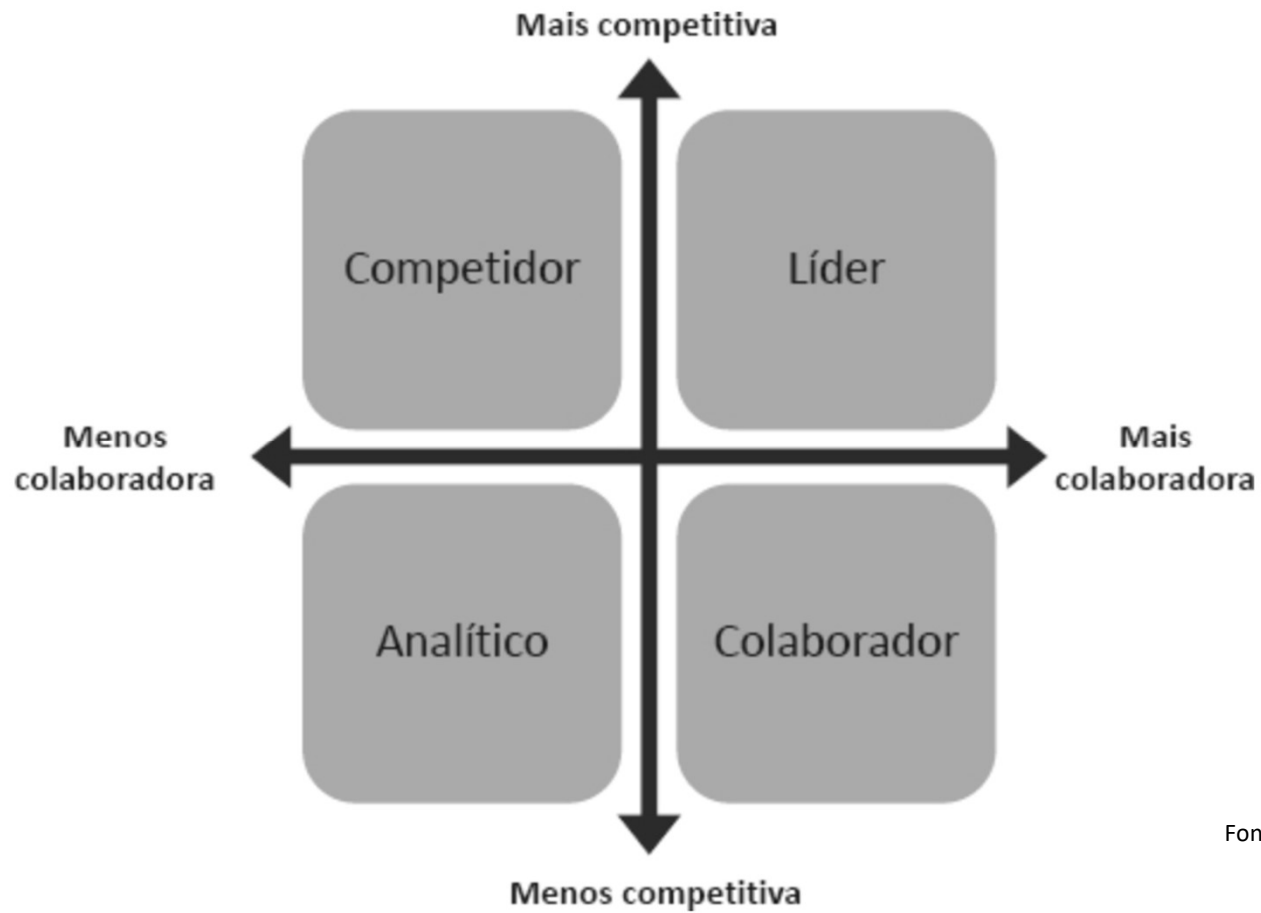 Mais competitiva
Competidor
Líder
Menos
colaboradora
Mais
colaboradora
Analítico
Colaborador
Fon
Menos competitiva